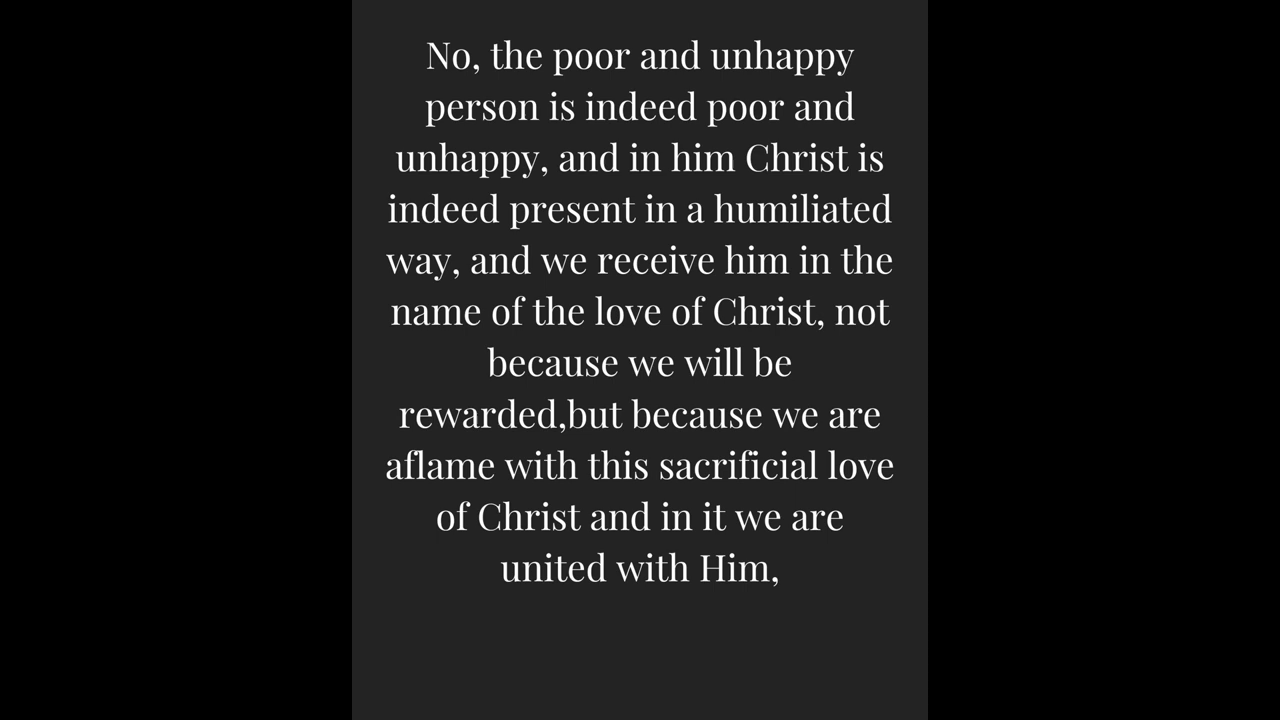 No, the poor and unhappy
person is indeed poor and
unhappy, and in him Christ is
indeed present in a humiliated
way, and we receive him in the
name of the love of Christ, not
because we will be
rewarded,but because we are
aflame with this sacrificial love
of Christ and in it we are
united with Him,